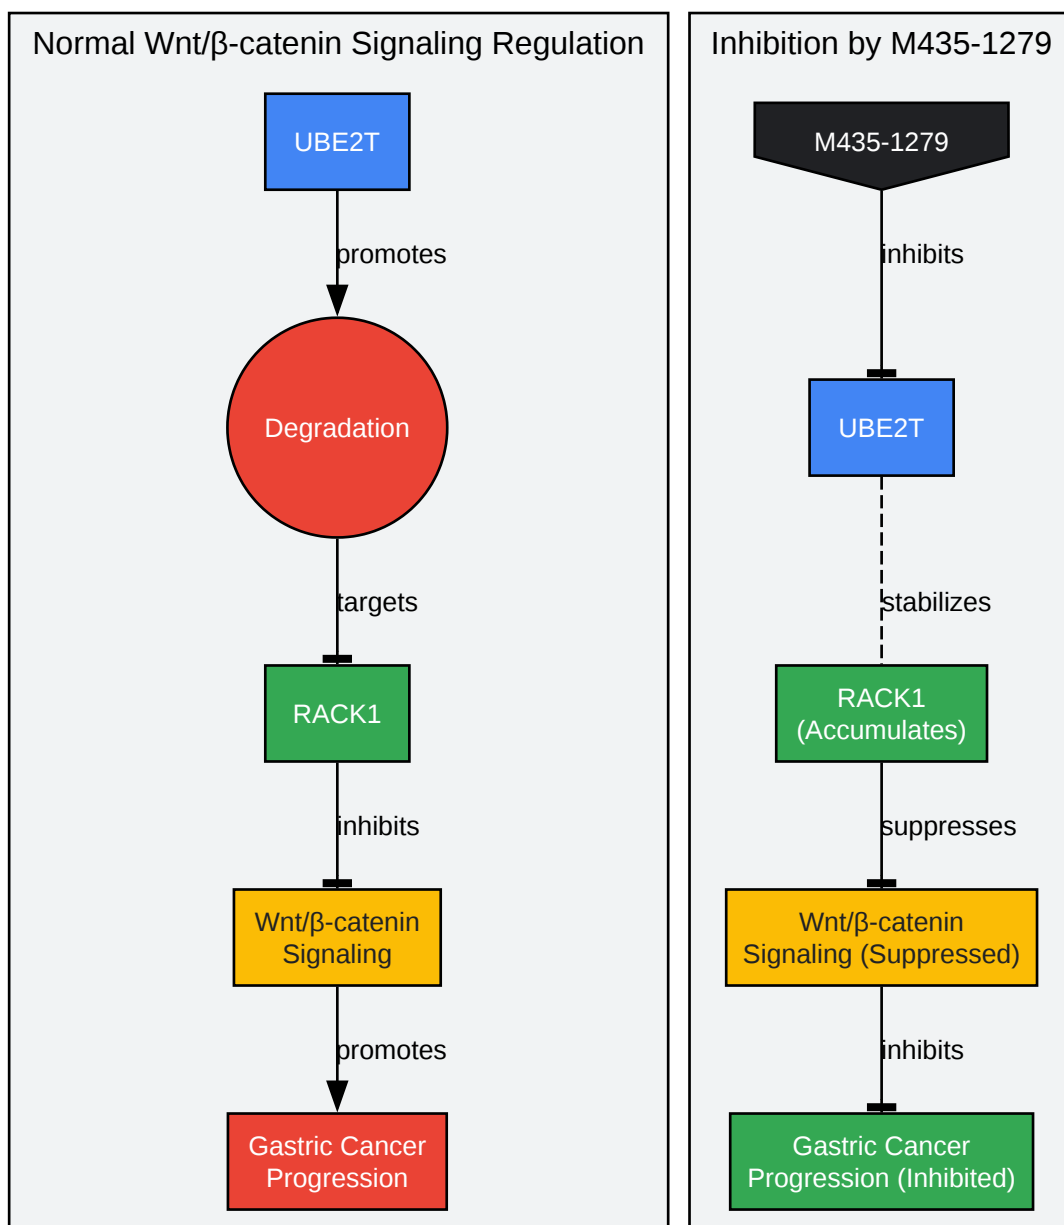 Normal Wnt/β-catenin Signaling Regulation
UBE2T
promotes
Degradation
targets
RACK1
inhibits
Wnt/β-catenin
Signaling
promotes
Gastric Cancer
Progression
Inhibition by M435-1279
M435-1279
inhibits
UBE2T
stabilizes
RACK1
(Accumulates)
suppresses
Wnt/β-catenin
Signaling (Suppressed)
inhibits
Gastric Cancer
Progression (Inhibited)